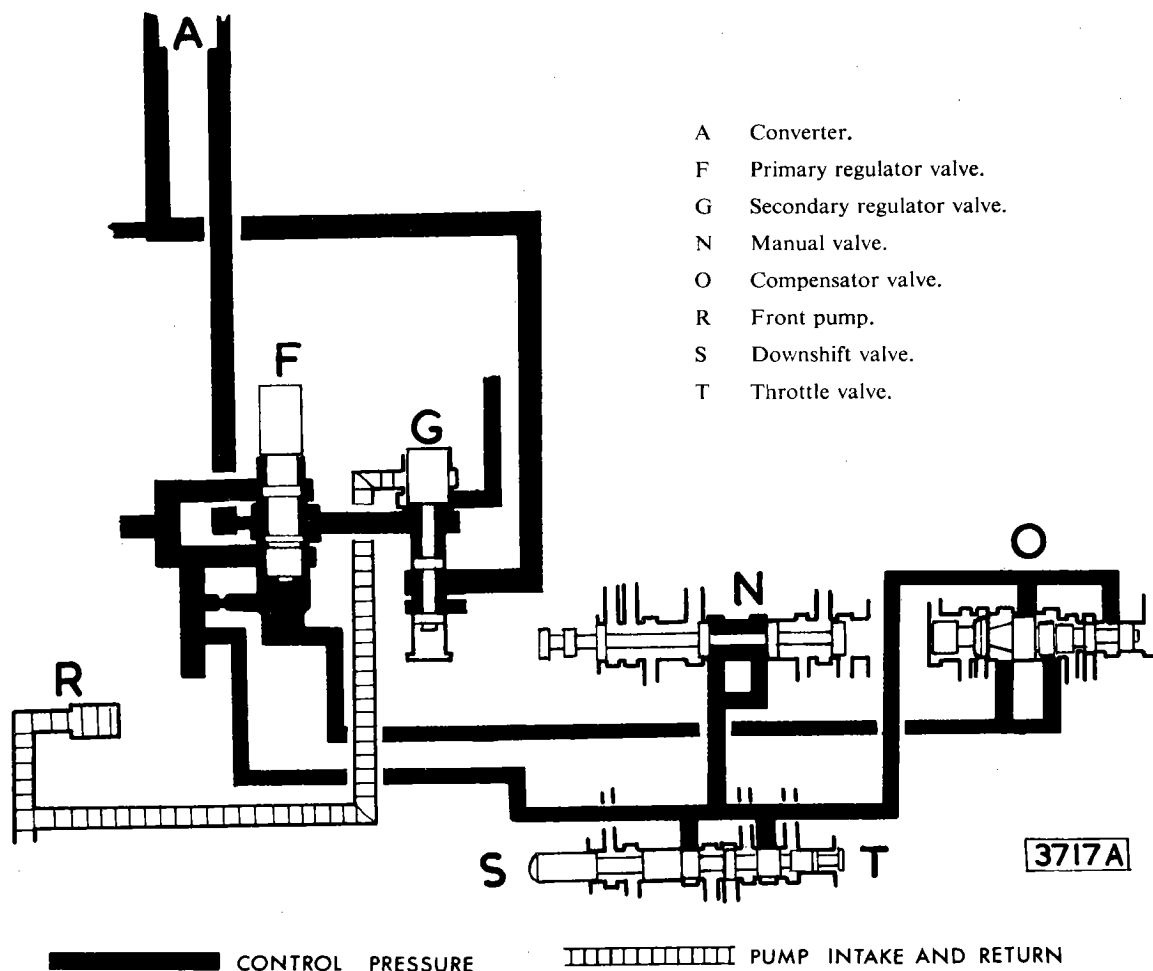 A
A Converter.
F Primary regulator valve.
G Secondary regulator valve.
N Manual valve.
O Compensator valve.
R Front pump.
S Downshift valve.
T Throttle valve.
F
G
O
N
R
S
T
3717A
CONTROL PRESSURE
PUMP INTAKE AND RETURN